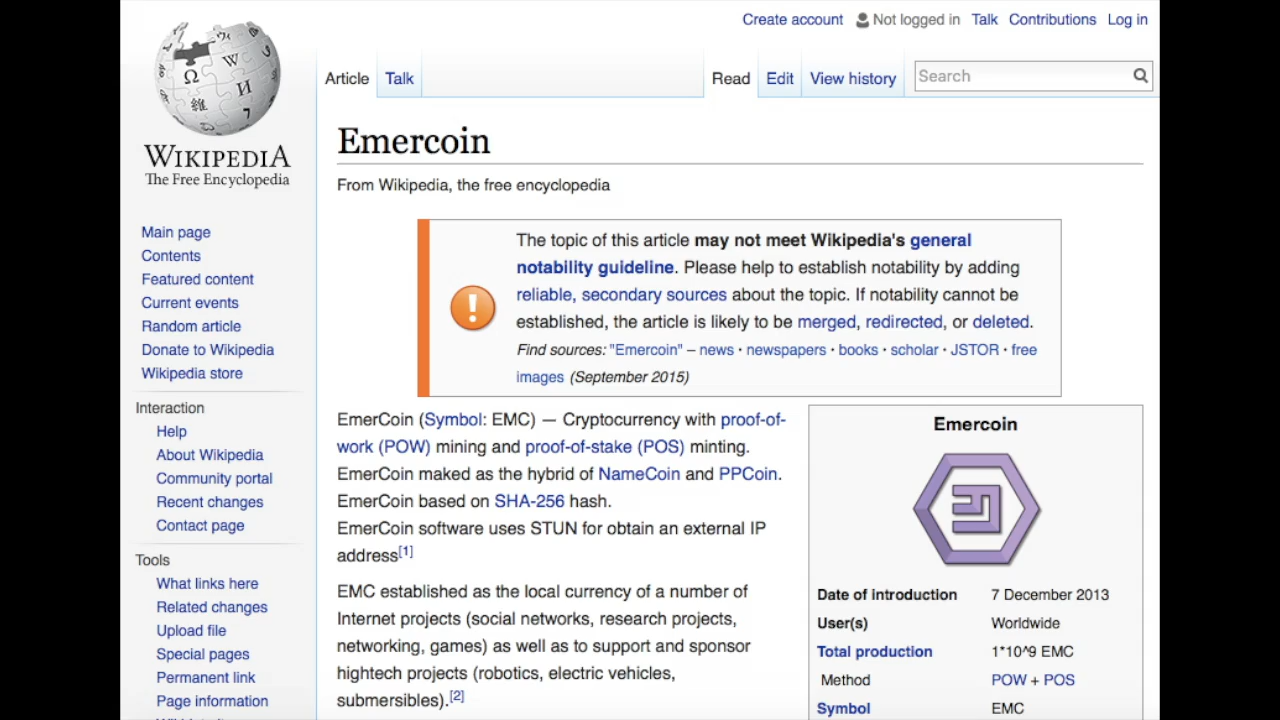 Create account Not logged in Talk Contributions Log in
Article Talk Read Edit View history Search
WIKIPEDIA
The Free Encyclopedia
Main page
Contents
Featured content
Current events
Random article
Donate to Wikipedia
Wikipedia store
Interaction
Help
About Wikipedia
Community portal
Recent changes
Contact page
Tools
What links here
Related changes
Upload file
Special pages
Permanent link
Page information
Emercoin
From Wikipedia, the free encyclopedia
The topic of this article may not meet Wikipedia's general
notability guideline. Please help to establish notability by adding
reliable, secondary sources about the topic. If notability cannot be
established, the article is likely to be merged, redirected, or deleted.
Find sources: "Emercoin" – news · newspapers · books · scholar · JSTOR · free
images (September 2015)
EmerCoin (Symbol: EMC) — Cryptocurrency with proof-of-
work (POW) mining and proof-of-stake (POS) minting.
EmerCoin maked as the hybrid of NameCoin and PPCoin.
EmerCoin based on SHA-256 hash.
EmerCoin software uses STUN for obtain an external IP
address[1]
EMC established as the local currency of a number of
Internet projects (social networks, research projects,
networking, games) as well as to support and sponsor
hightech projects (robotics, electric vehicles,
submersibles).[2]
Emercoin
Date of introduction 7 December 2013
User(s) Worldwide
Total production 1*10^9 EMC
Method POW + POS
Symbol EMC